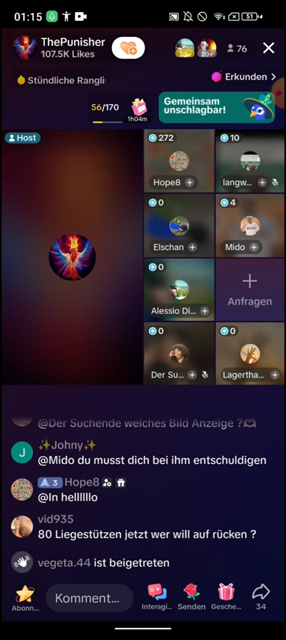 01:15
51
ThePunisher
107.5K Likes
10+
20+
76
Stündliche Rangli
Erkunden >
56/170
1h04m
Gemeinsam
unschlagbar!
Host
272
Hope8
10
langw...
0
Elschan
4
Mido
0
Alessio Di...
Anfragen
0
Der Su...
0
Lagertha...
@Der Suchende welches Bild Anzeige ?
J
✨Johny✨
@Mido du musst dich bei ihm entschuldigen
A 3 Hope8
@In hellllllo
vid935
80 Liegestützen jetzt wer will auf rücken ?
vegeta.44 ist beigetreten
Abonn...
Komment...
Interagi...
Senden
Gesche...
34